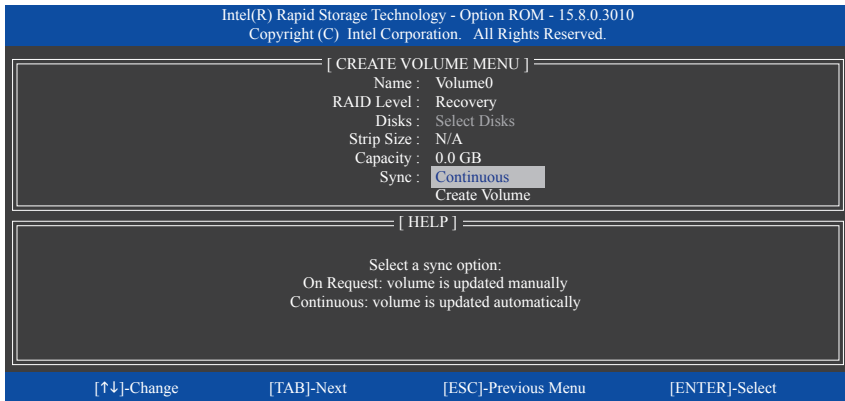 Intel(R) Rapid Storage Technology - Option ROM - 15.8.0.3010
Copyright (C) Intel Corporation. All Rights Reserved.
[ CREATE VOLUME MENU ]
Name : Volume0
RAID Level : Recovery
Disks : Select Disks
Strip Size : N/A
Capacity : 0.0 GB
Sync : Continuous
Create Volume
[ HELP ]
Select a sync option:
On Request: volume is updated manually
Continuous: volume is updated automatically
[↑↓]-Change [TAB]-Next [ESC]-Previous Menu [ENTER]-Select